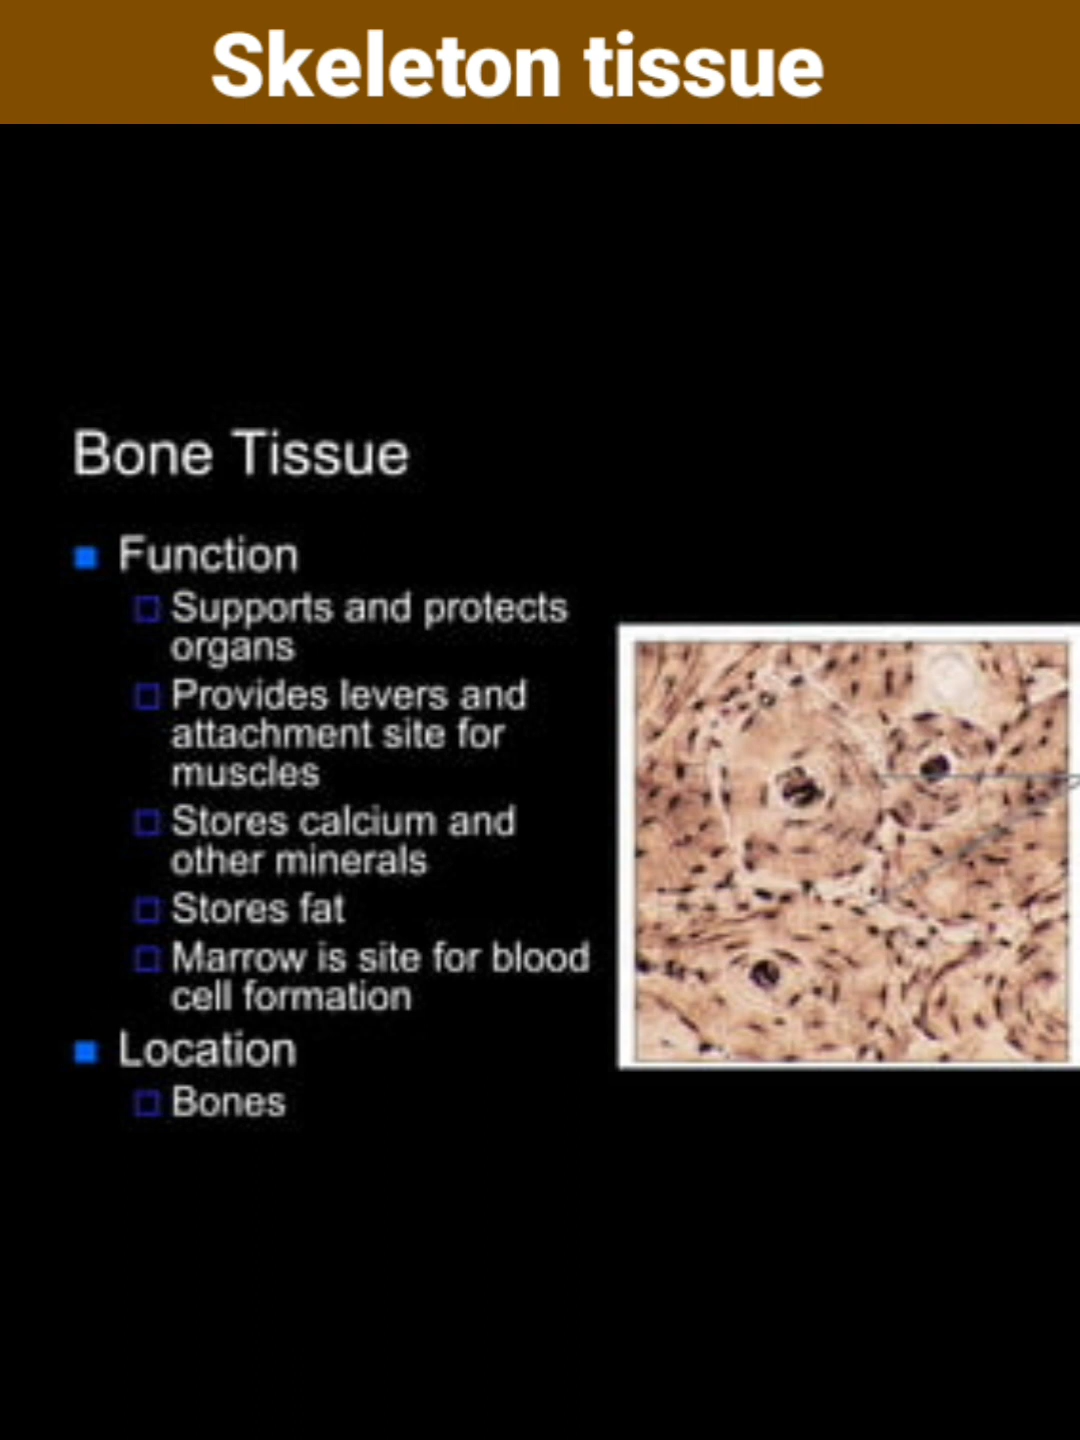 Skeleton tissue
Bone Tissue
Function
Supports and protects
organs
Provides levers and
attachment site for
muscles
Stores calcium and
other minerals
Stores fat
Marrow is site for blood
cell formation
Location
Bones